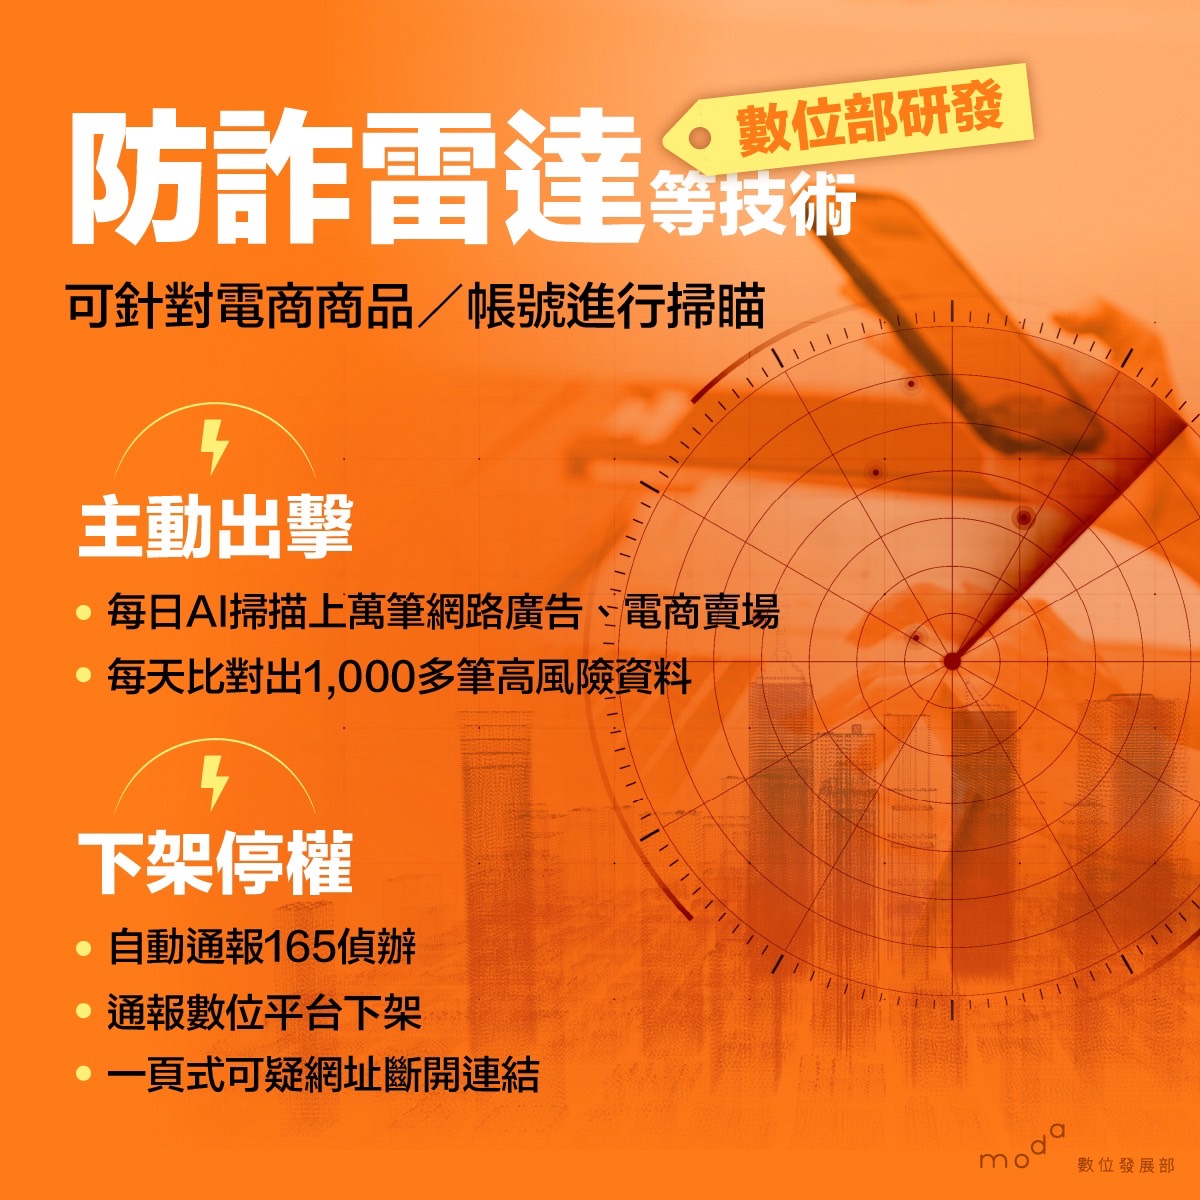 數位部研發
防詐雷達等技術
可針對電商商品／帳號進行掃瞄
主動出擊
每日AI掃描上萬筆網路廣告、電商賣場
每天比對出1,000多筆高風險資料
下架停權
自動通報165偵辦
通報數位平台下架
一頁式可疑網址斷開連結
moda 數位發展部